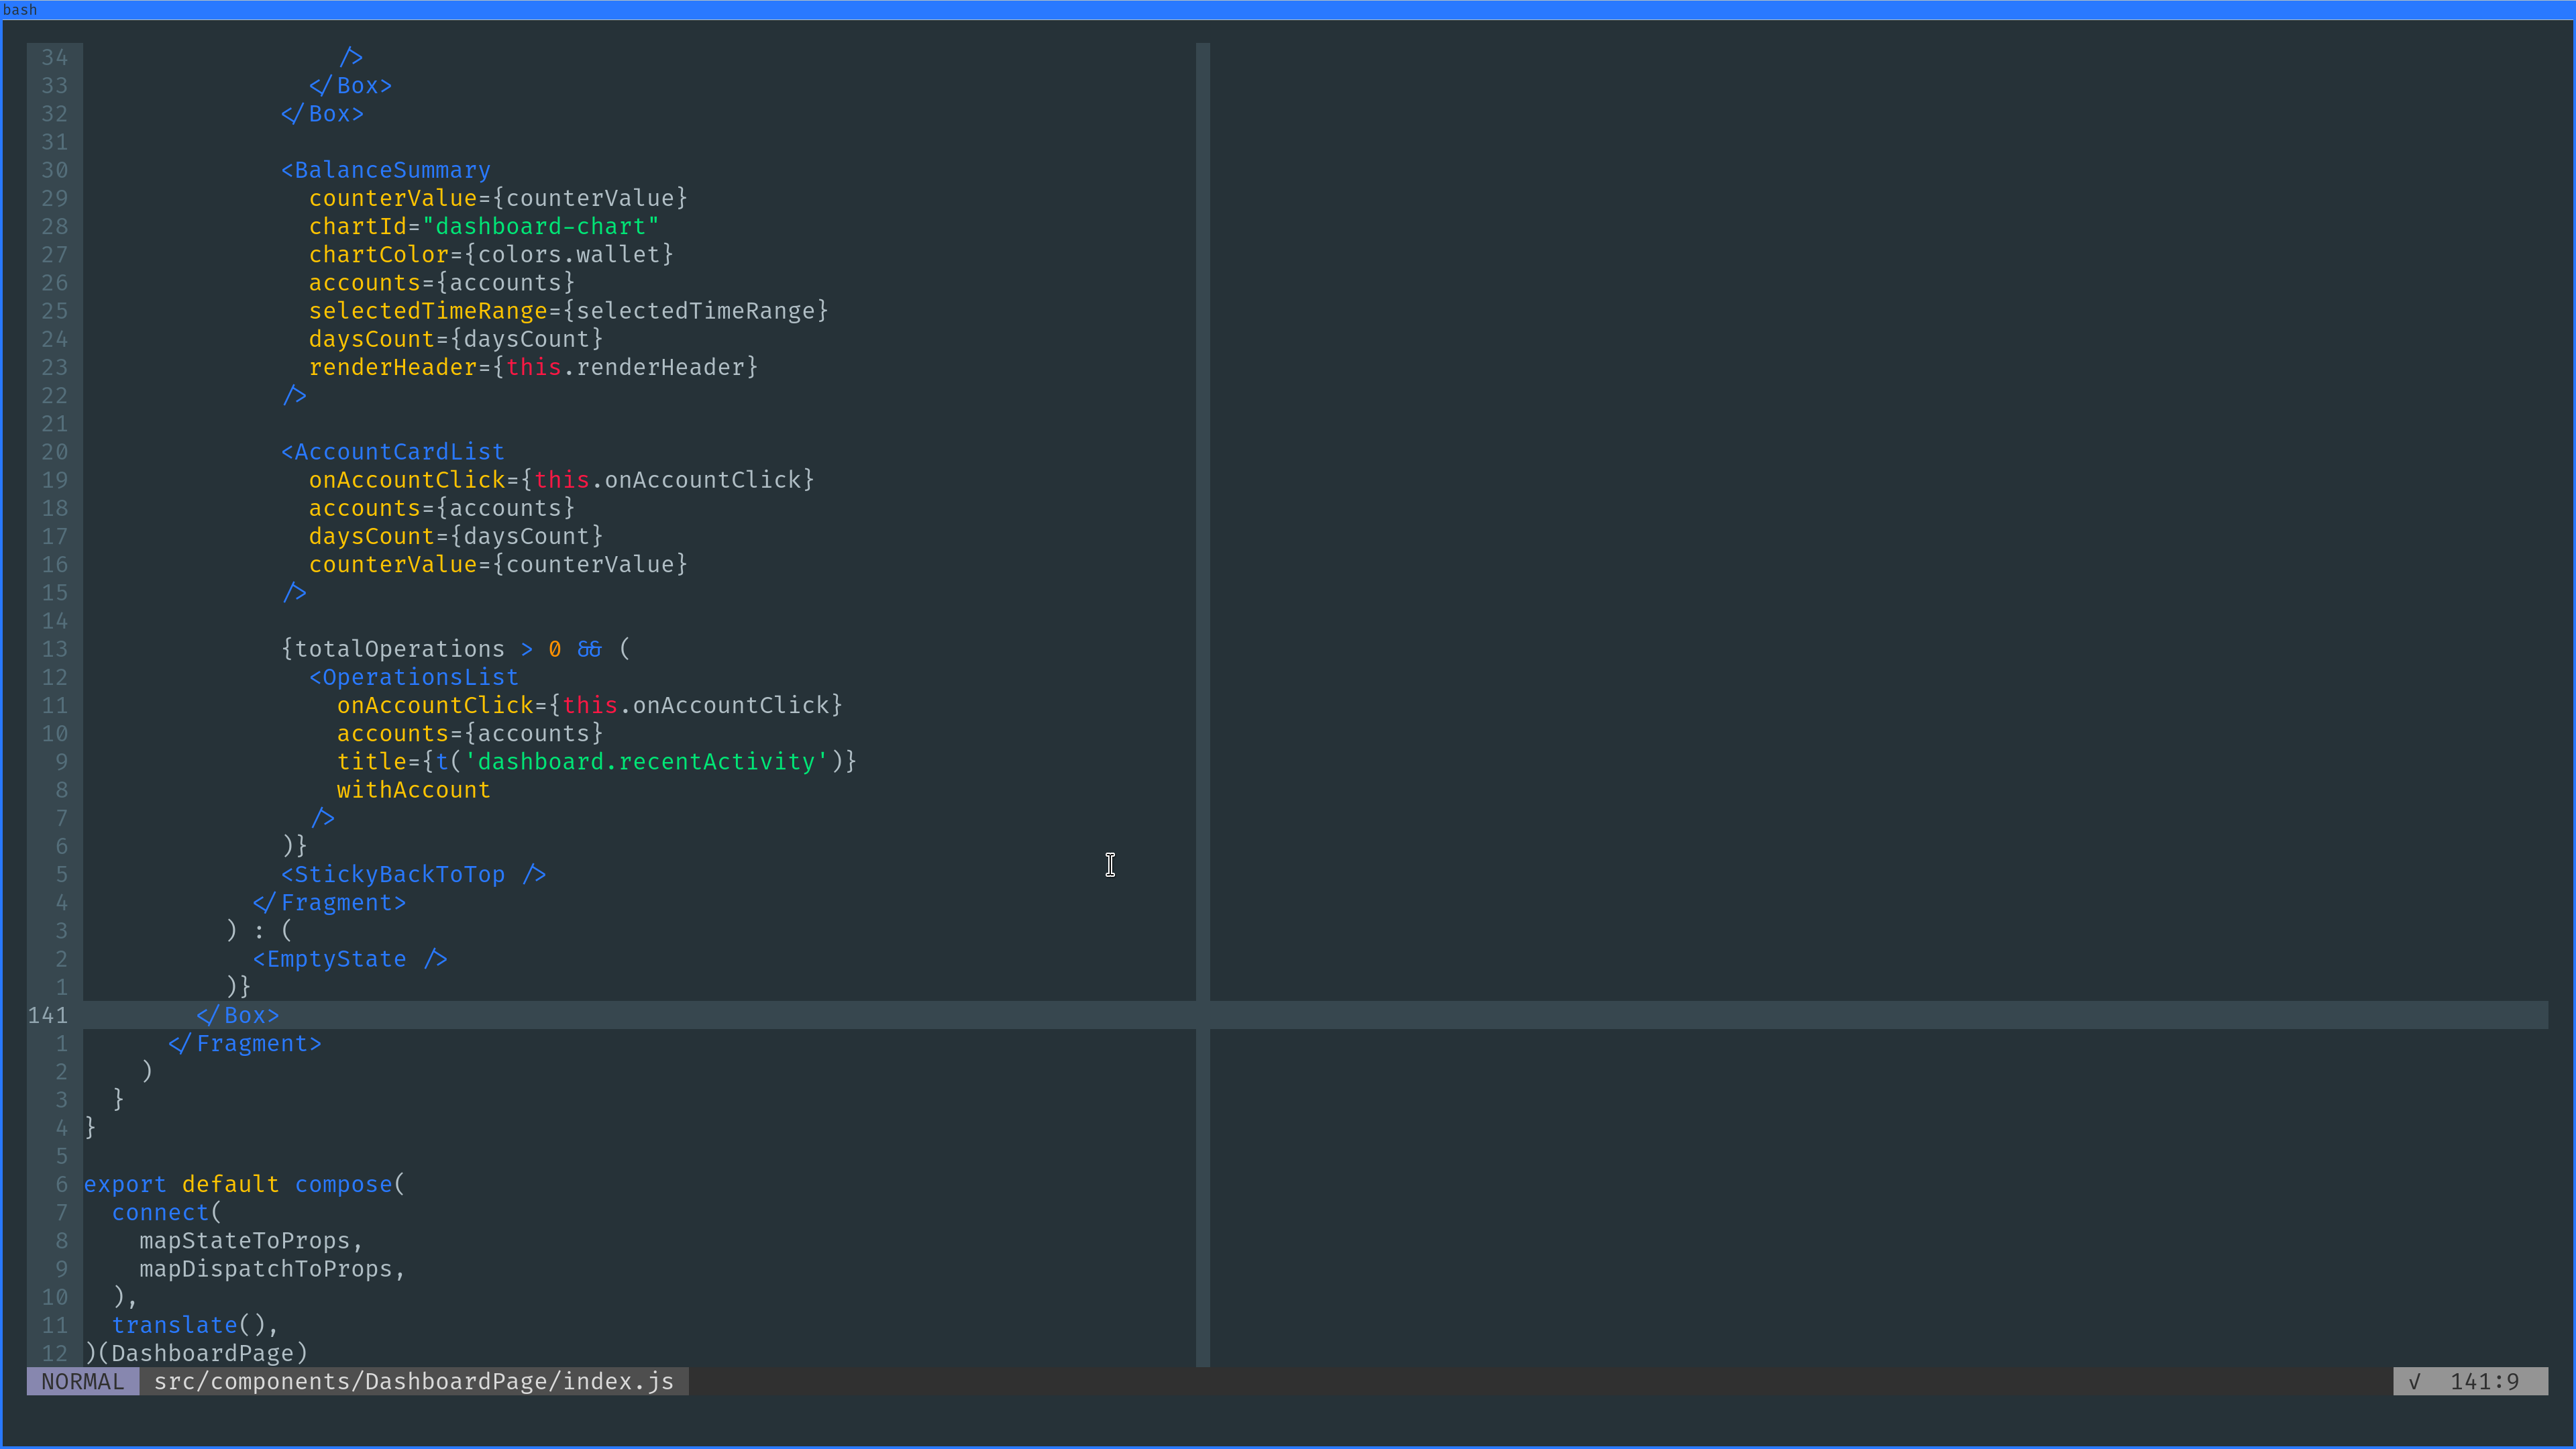 bash
34                   />
33                 </Box>
32               </Box>
31
30               <BalanceSummary
29                 counterValue={counterValue}
28                 chartId="dashboard-chart"
27                 chartColor={colors.wallet}
26                 accounts={accounts}
25                 selectedTimeRange={selectedTimeRange}
24                 daysCount={daysCount}
23                 renderHeader={this.renderHeader}
22               />
21
20               <AccountCardList
19                 onAccountClick={this.onAccountClick}
18                 accounts={accounts}
17                 daysCount={daysCount}
16                 counterValue={counterValue}
15               />
14
13               {totalOperations > 0 && (
12                 <OperationsList
11                   onAccountClick={this.onAccountClick}
10                   accounts={accounts}
9                   title={t('dashboard.recentActivity')}
8                   withAccount
7                 />
6               )}
5               <StickyBackToTop />
4             </Fragment>
3           ) : (
2             <EmptyState />
1           )}
141         </Box>
1       </Fragment>
2     )
3   }
4 }
5
6 export default compose(
7   connect(
8     mapStateToProps,
9     mapDispatchToProps,
10   ),
11   translate(),
12 )(DashboardPage)
NORMAL src/components/DashboardPage/index.js √ 141:9